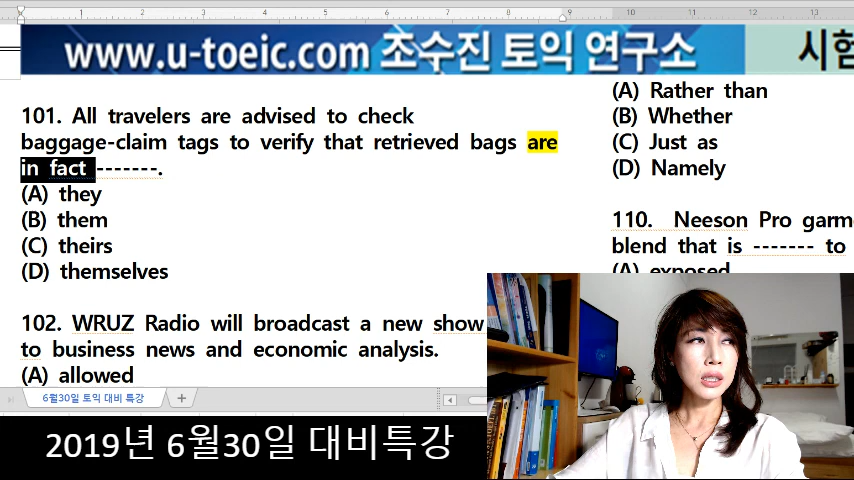 www.u-toeic.com 조수진 토익 연구소
시험
101. All travelers are advised to check
baggage-claim tags to verify that retrieved bags are
in fact -------.
(A) they
(B) them
(C) theirs
(D) themselves
102. WRUZ Radio will broadcast a new show
to business news and economic analysis.
(A) allowed
(A) Rather than
(B) Whether
(C) Just as
(D) Namely
110. Neeson Pro garm
blend that is ------- to
(A) exposed
6월30일 토익 대비 특강
2019년 6월30일 대비특강